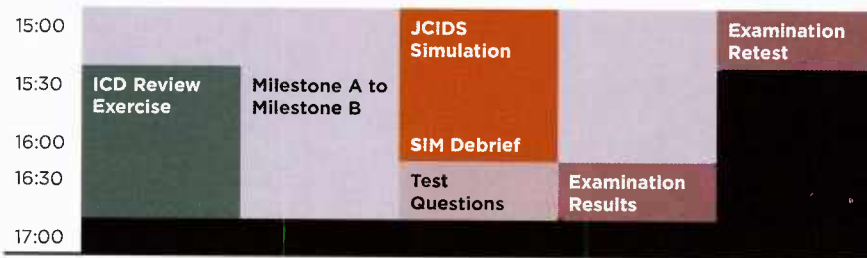 15:00
15:30
16:00
16:30
17:00
ICD Review
Exercise
Milestone A to
Milestone B
JCIDS
Simulation
SIM Debrief
Test
Questions
Examination
Results
Examination
Retest